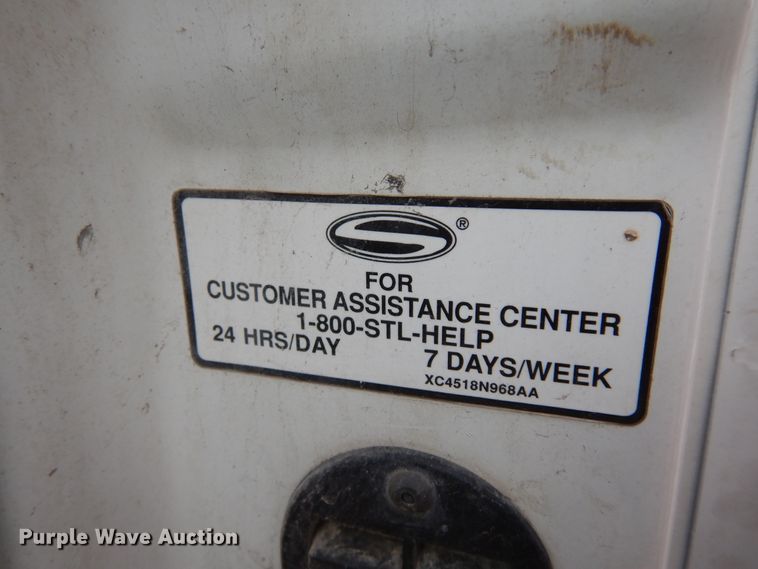 ®
FOR
CUSTOMER ASSISTANCE CENTER
1-800-STL-HELP
24 HRS/DAY 7 DAYS/WEEK
XC4518N968AA
Purple Wave Auction